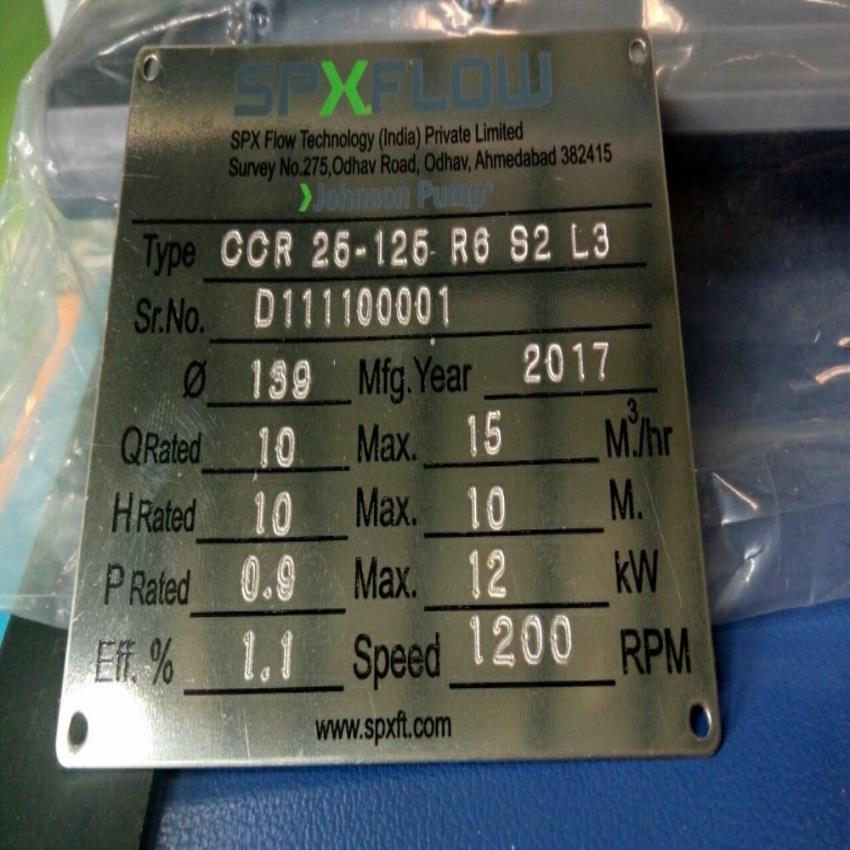 SPXFLOW
SPX Flow Technology (India) Private Limited
Survey No.275,Odhav Road, Odhav, Ahmedabad 382415
Johnson Pump®
Type CCR 25-125 R6 S2 L3
Sr.No. D111100001
Ø 139 Mfg.Year 2017
Q Rated 10 Max. 15 M³/hr
H Rated 10 Max. 10 M.
P Rated 0.9 Max. 12 kW
Eff. % 1.1 Speed 1200 RPM
www.spxft.com